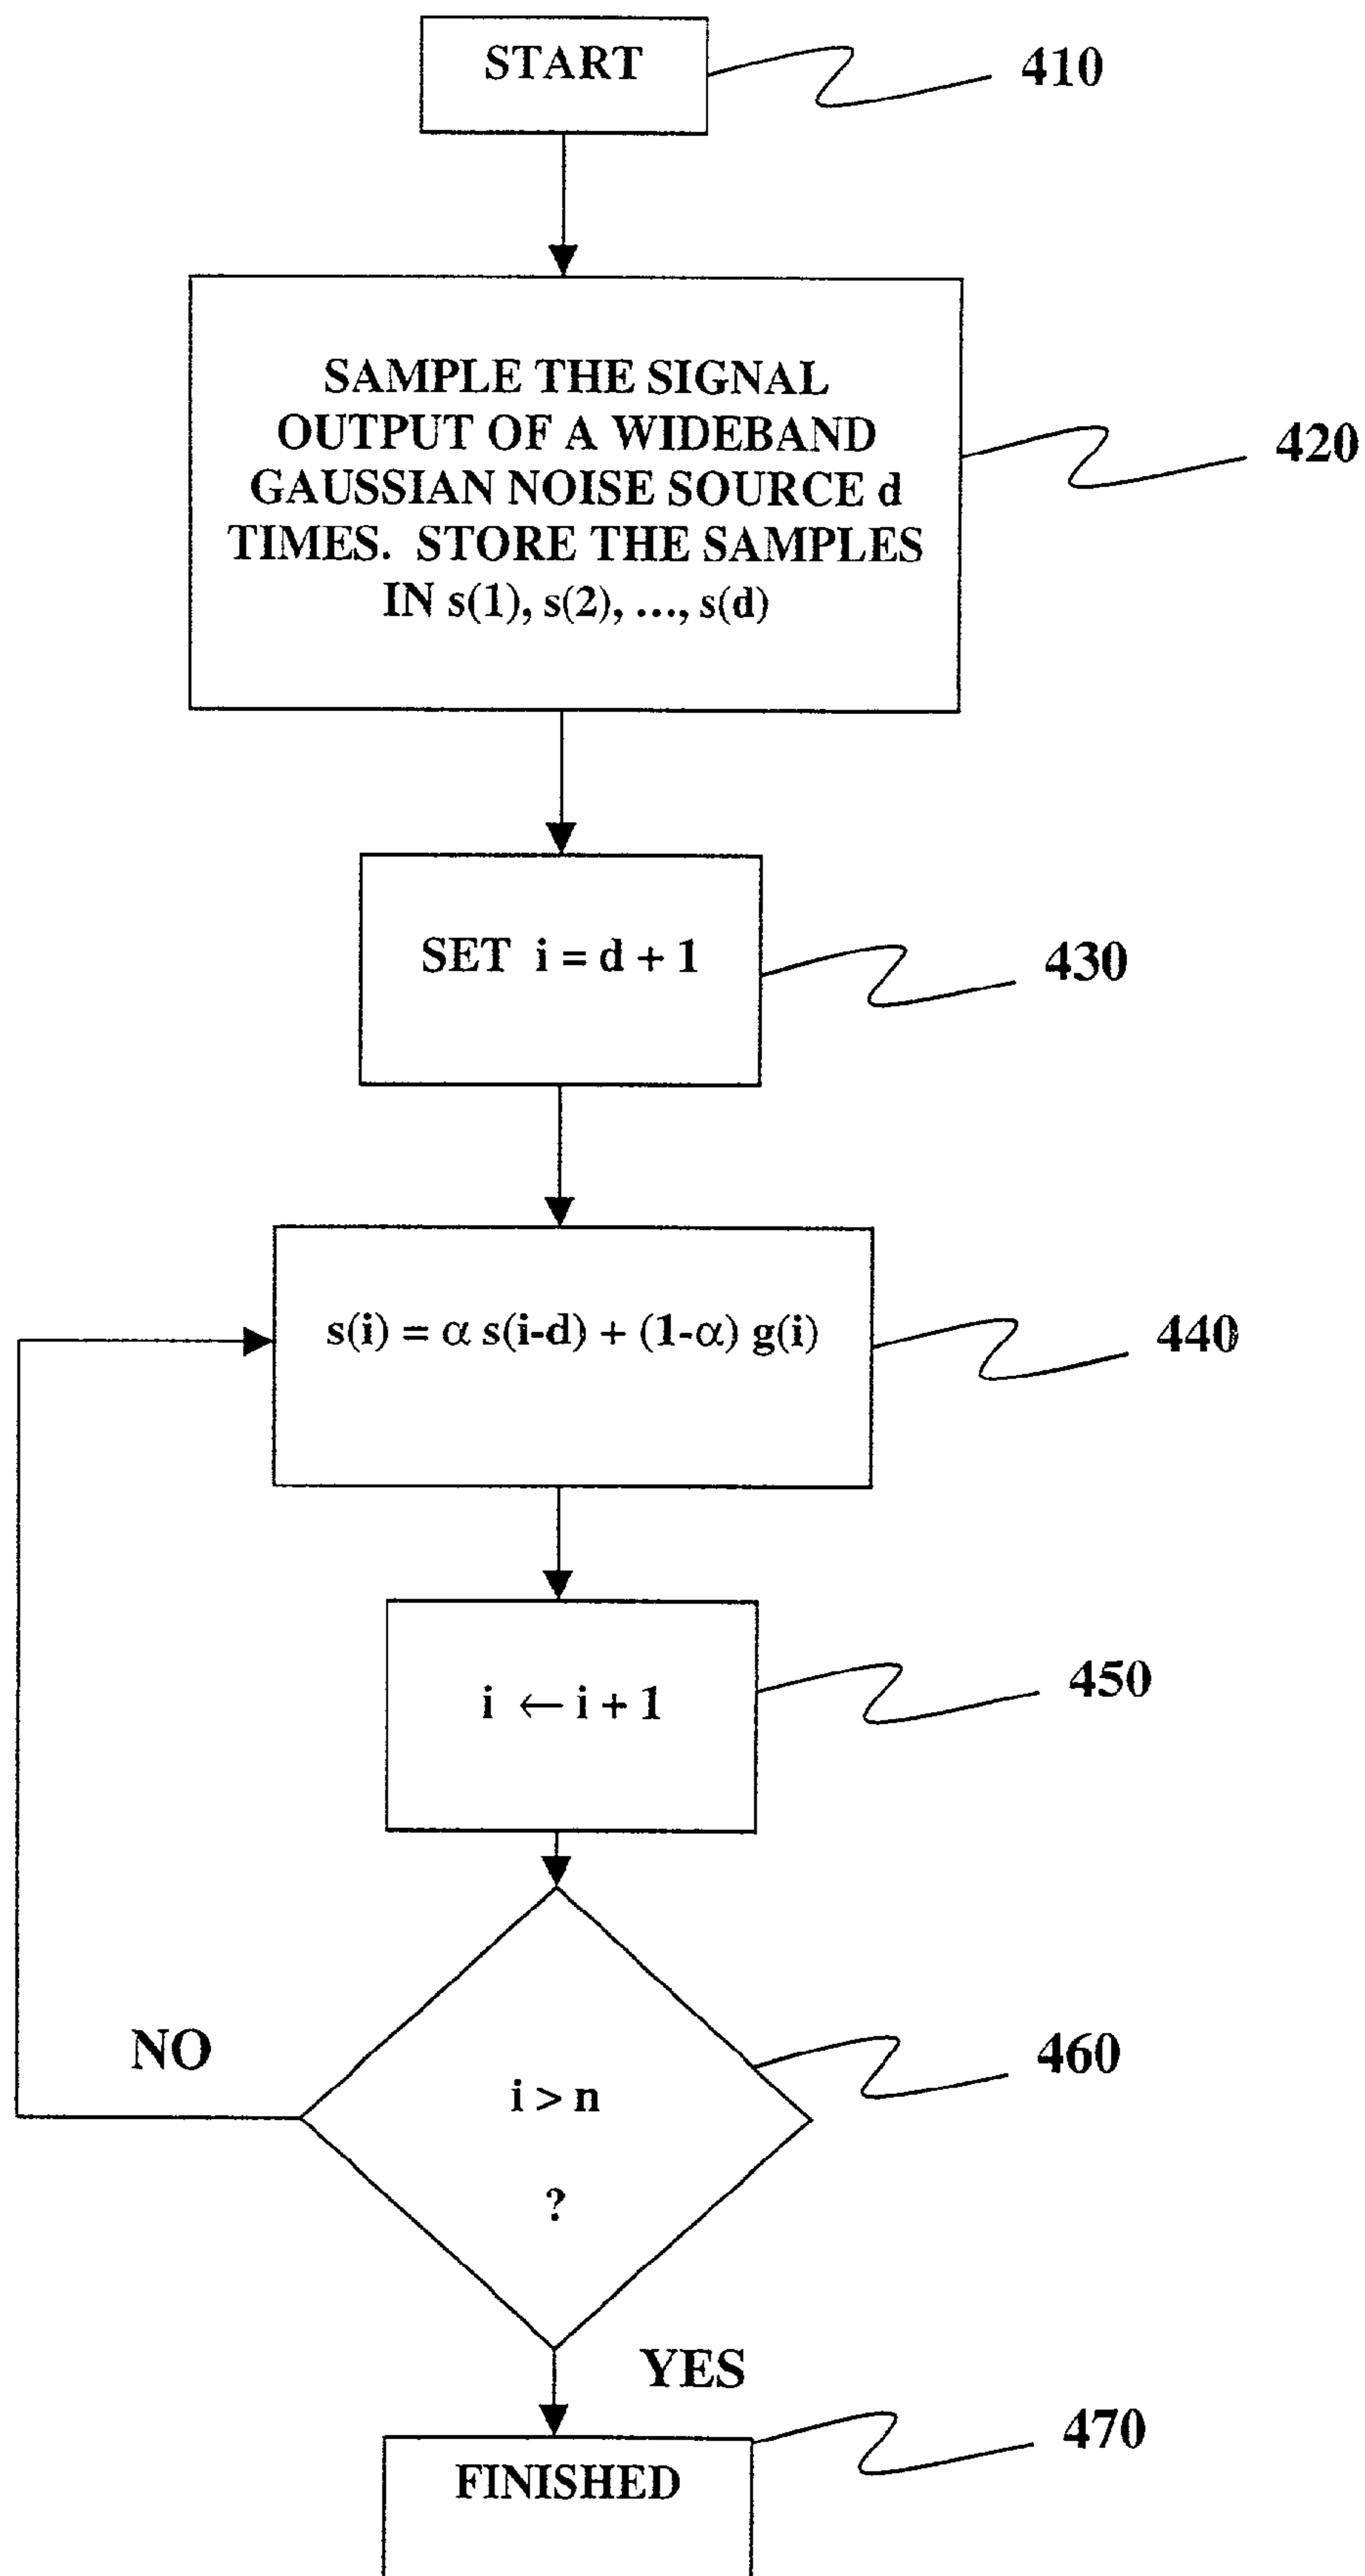 START
410
SAMPLE THE SIGNAL
OUTPUT OF A WIDEBAND
GAUSSIAN NOISE SOURCE d
TIMES. STORE THE SAMPLES
IN s(1), s(2), ..., s(d)
420
SET i = d + 1
430
s(i) = α s(i-d) + (1-α) g(i)
440
i ← i + 1
450
NO
i > n
?
460
YES
FINISHED
470